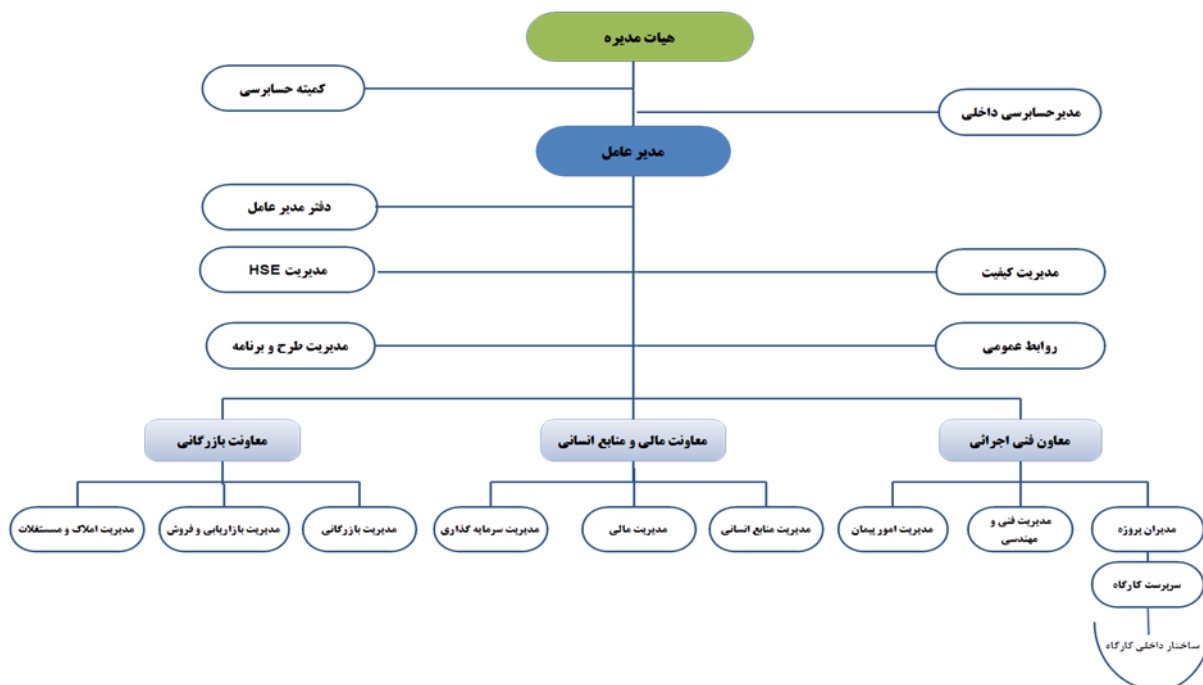 هیات مدیره
کمیته حسابرسی
مدیرحسابرسی داخلی
مدیر عامل
دفتر مدیر عامل
مدیریت کیفیت
مدیریت HSE
روابط عمومی
مدیریت طرح و برنامه
معاون فنی اجرائی
معاونت مالی و منابع انسانی
معاونت بازرگانی
مدیران پروژه
مدیریت فنی و
مهندسی
مدیریت امور پیمان
مدیریت منابع انسانی
مدیریت مالی
مدیریت سرمایه گذاری
مدیریت بازرگانی
مدیریت بازاریابی و فروش
مدیریت املاک و مستغلات
سرپرست کارگاه
ساختار داخلی کارگاه